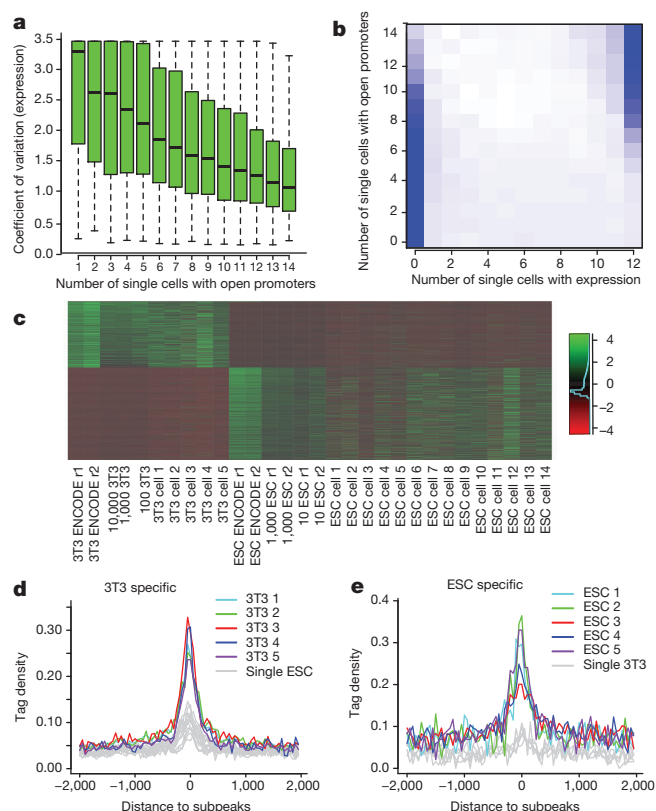 a
Coefficient of variation (expression)
3.5
3.0
2.5
2.0
1.5
1.0
0.5
0.0
1 2 3 4 5 6 7 8 9 10 11 12 13 14
Number of single cells with open promoters
b
Number of single cells with open promoters
14
12
10
8
6
4
2
0
0 2 4 6 8 10 12
Number of single cells with expression
c
4
2
0
−2
−4
3T3 ENCODE r1
3T3 ENCODE r2
10,000 3T3
1,000 3T3
100 3T3
3T3 cell 1
3T3 cell 2
3T3 cell 3
3T3 cell 4
3T3 cell 5
ESC ENCODE r1
ESC ENCODE r2
1,000 ESC r1
1,000 ESC r2
10 ESC r1
10 ESC r2
ESC cell 1
ESC cell 2
ESC cell 3
ESC cell 4
ESC cell 5
ESC cell 6
ESC cell 7
ESC cell 8
ESC cell 9
ESC cell 10
ESC cell 11
ESC cell 12
ESC cell 13
ESC cell 14
d
3T3 specific
3T3 1
3T3 2
3T3 3
3T3 4
3T3 5
Single ESC
Tag density
0.30
0.20
0.10
0.00
−2,000 −1,000 0 1,000 2,000
Distance to subpeaks
e
ESC specific
ESC 1
ESC 2
ESC 3
ESC 4
ESC 5
Single 3T3
Tag density
0.4
0.3
0.2
0.1
0.0
−2,000 −1,000 0 1,000 2,000
Distance to subpeaks